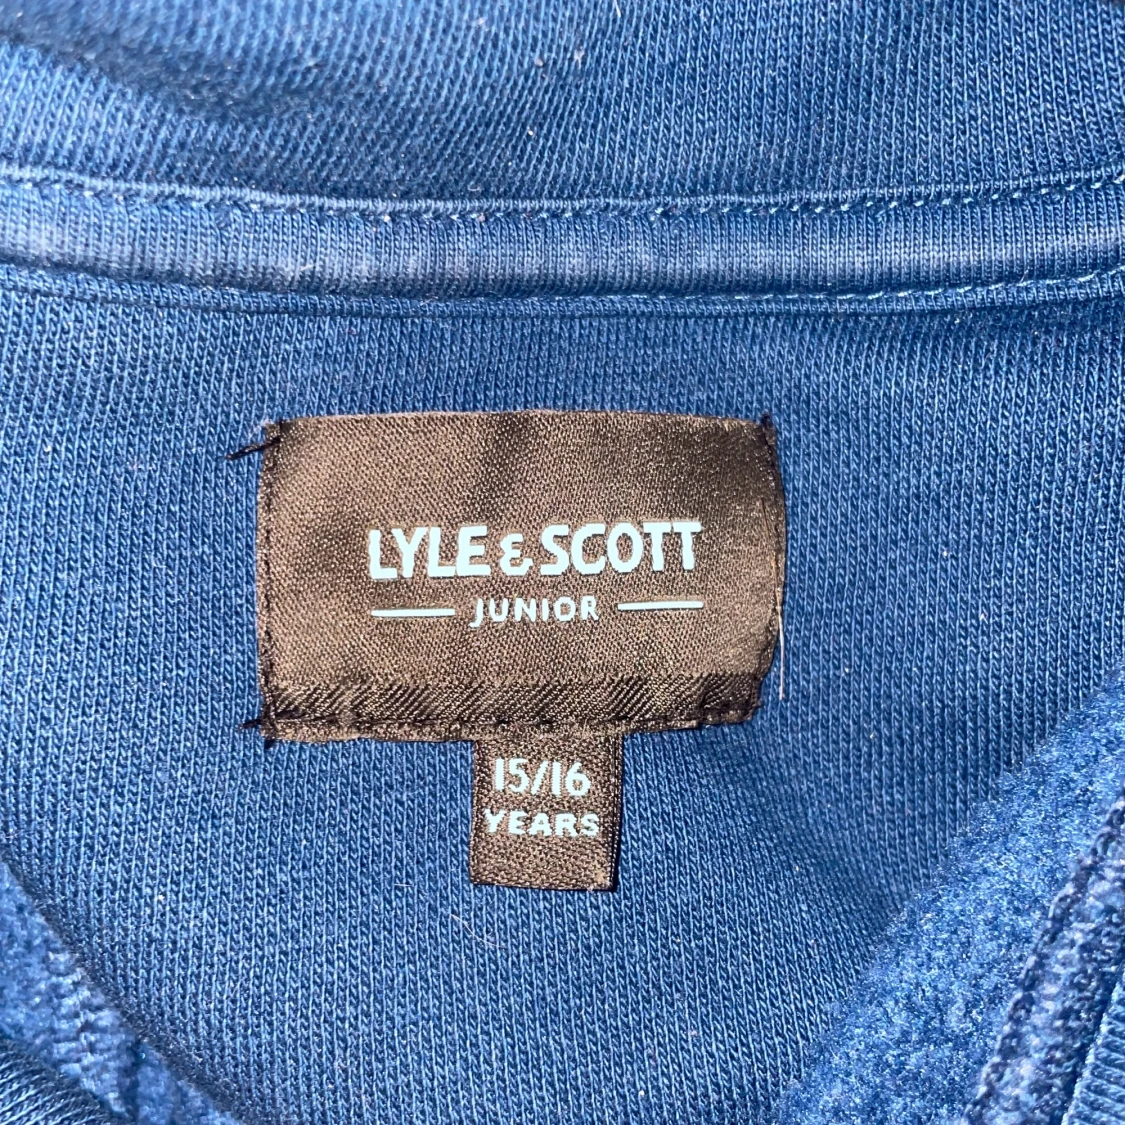 LYLE & SCOTT
JUNIOR
15/16
YEARS